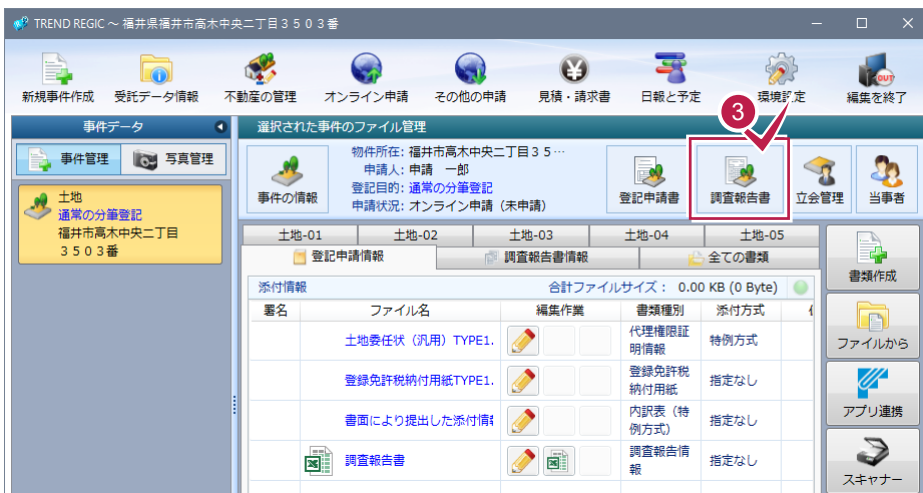 TREND REGIC ～ 福井県福井市高木中央二丁目３５０３番
新規事件作成 受託データ情報 不動産の管理 オンライン申請 その他の申請 見積・請求書 日報と予定 環境設定 編集を終了
OUT
3
事件データ
選択された事件のファイル管理
事件管理 写真管理
土地
通常の分筆登記
福井市高木中央二丁目
３５０３番
事件の情報
物件所在: 福井市高木中央二丁目３５…
申請人: 申請 一郎
登記目的: 通常の分筆登記
申請状況: オンライン申請（未申請）
登記申請書 調査報告書 立会管理 当事者
土地-01 土地-02 土地-03 土地-04 土地-05
登記申請情報 調査報告書情報 全ての書類
添付情報 合計ファイルサイズ： 0.00 KB (0 Byte)
署名 ファイル名 編集作業 書類種別 添付方式
土地委任状（汎用）TYPE1. 代理権限証明情報 特例方式
登録免許税納付用紙TYPE1. 登録免許税納付用紙 指定なし
書面により提出した添付情 内訳表（特例方式） 指定なし
調査報告書 調査報告情報 指定なし
書類作成
ファイルから
アプリ連携
スキャナー